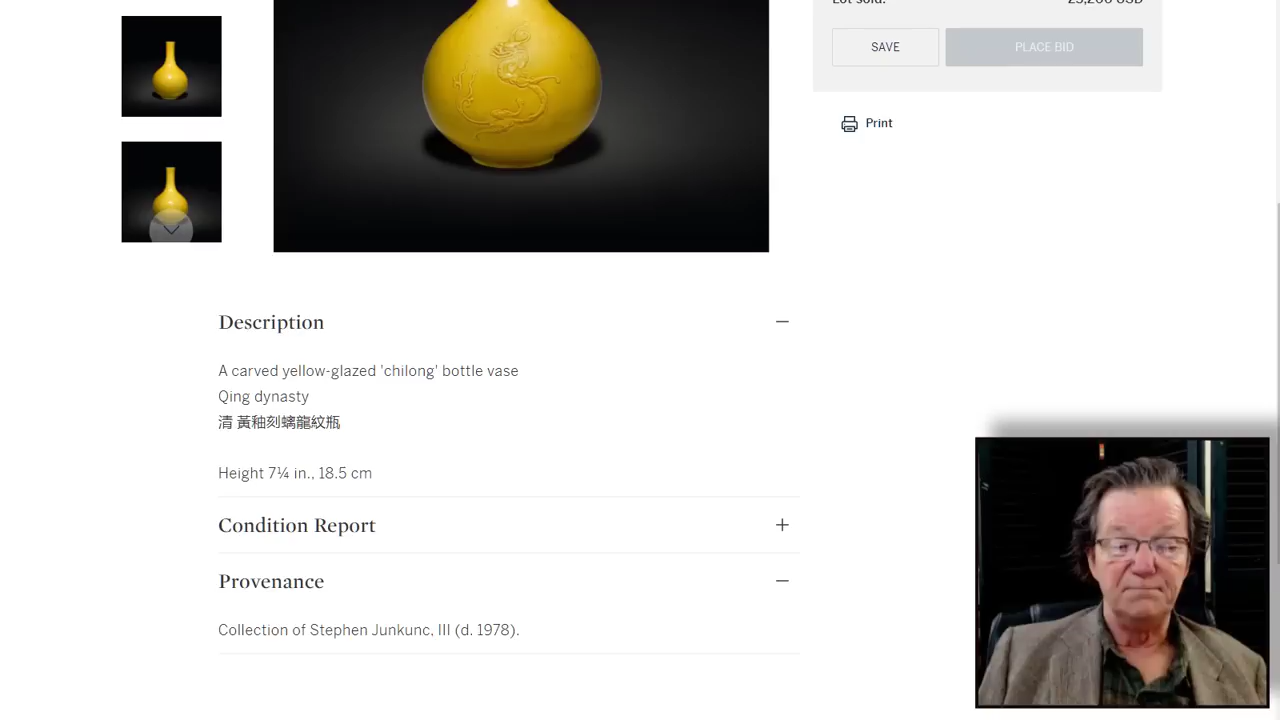 SAVE
PLACE BID
Print
Description
A carved yellow-glazed 'chilong' bottle vase
Qing dynasty
清 黃釉刻螭龍紋瓶
Height 7¼ in., 18.5 cm
Condition Report
Provenance
Collection of Stephen Junkunc, III (d. 1978).